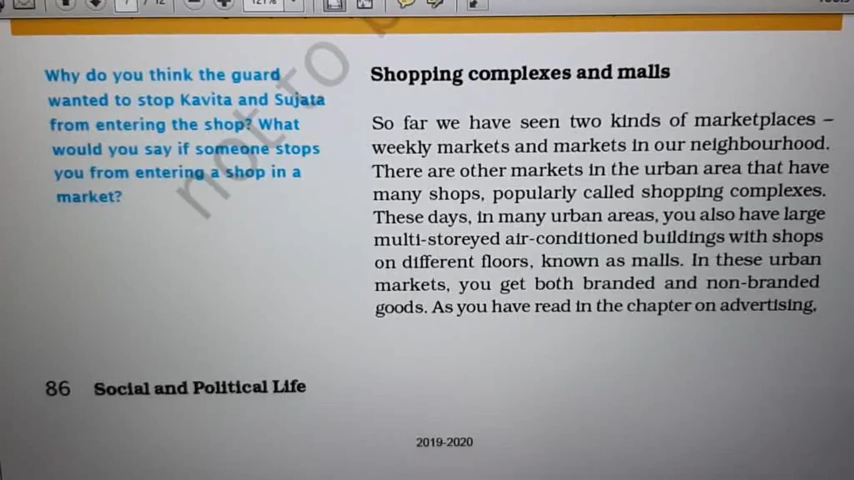 7 / 12
121%
Tools
Why do you think the guard
wanted to stop Kavita and Sujata
from entering the shop? What
would you say if someone stops
you from entering a shop in a
market?
not to b
Shopping complexes and malls
So far we have seen two kinds of marketplaces –
weekly markets and markets in our neighbourhood.
There are other markets in the urban area that have
many shops, popularly called shopping complexes.
These days, in many urban areas, you also have large
multi-storeyed air-conditioned buildings with shops
on different floors, known as malls. In these urban
markets, you get both branded and non-branded
goods. As you have read in the chapter on advertising,
86 Social and Political Life
2019-2020